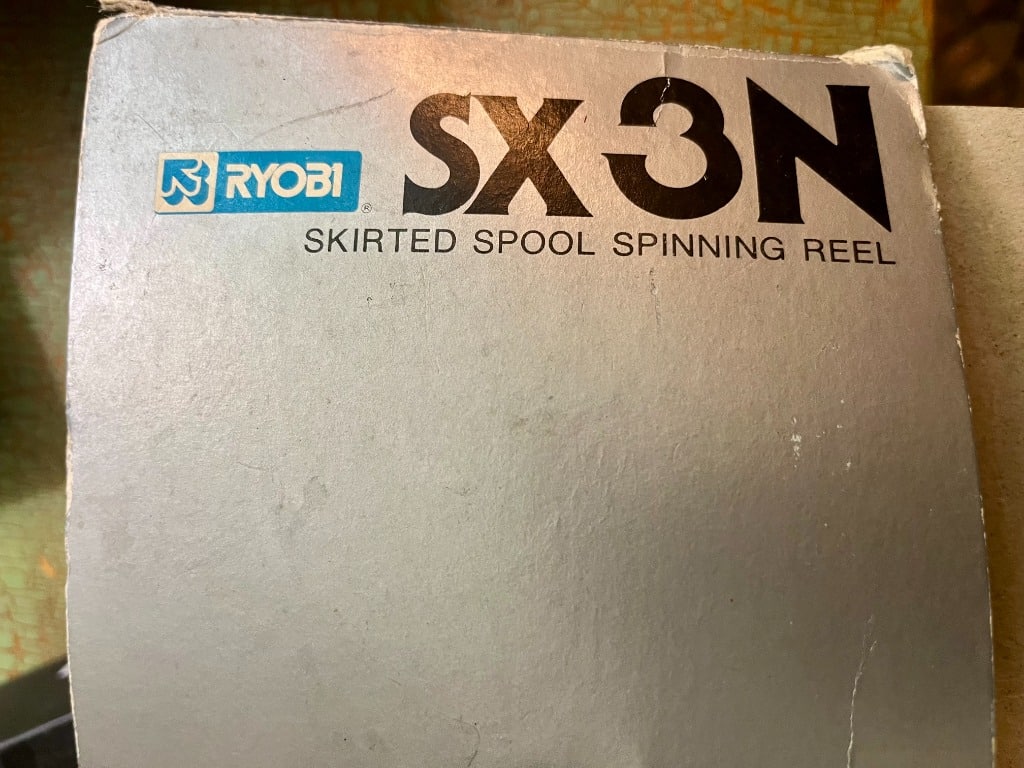 SX3N
RYOBI®
SKIRTED SPOOL SPINNING REEL